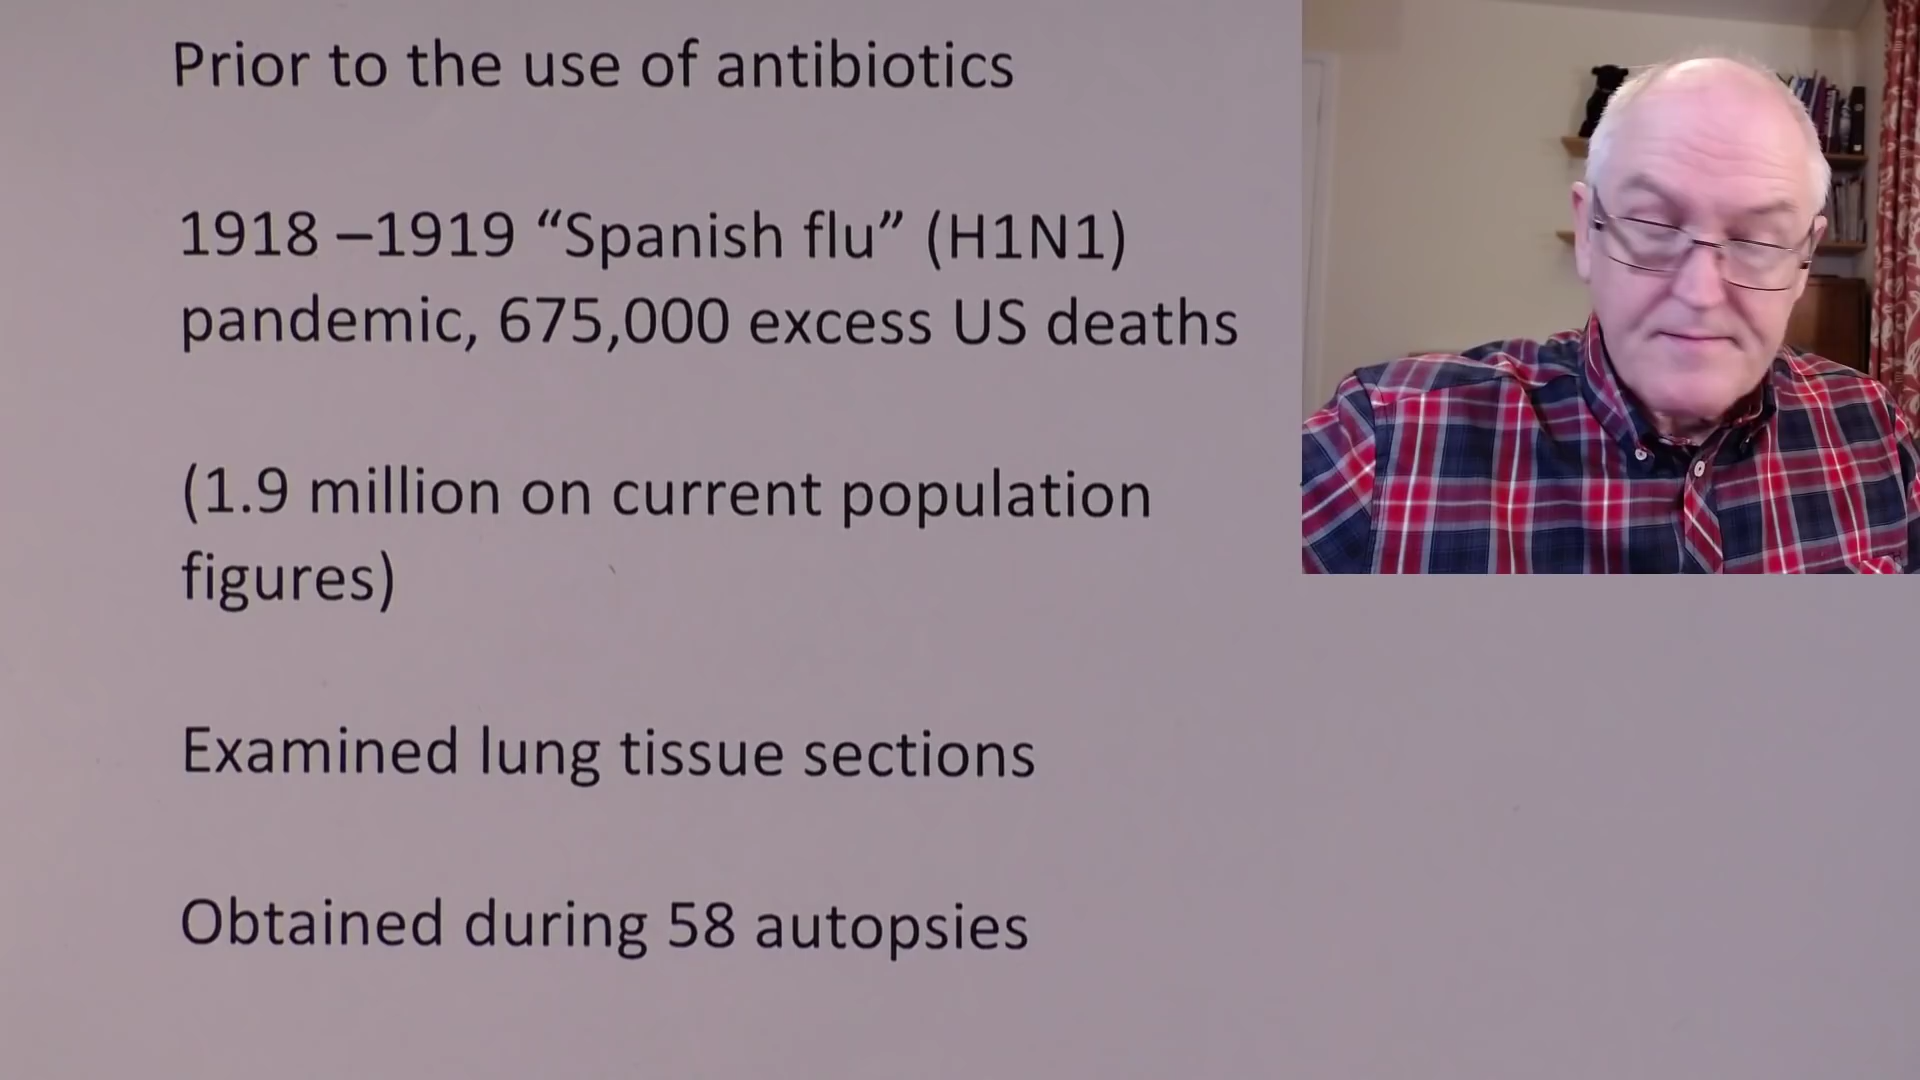 Prior to the use of antibiotics
1918 –1919 “Spanish flu” (H1N1)
pandemic, 675,000 excess US deaths
(1.9 million on current population
figures)
Examined lung tissue sections
Obtained during 58 autopsies